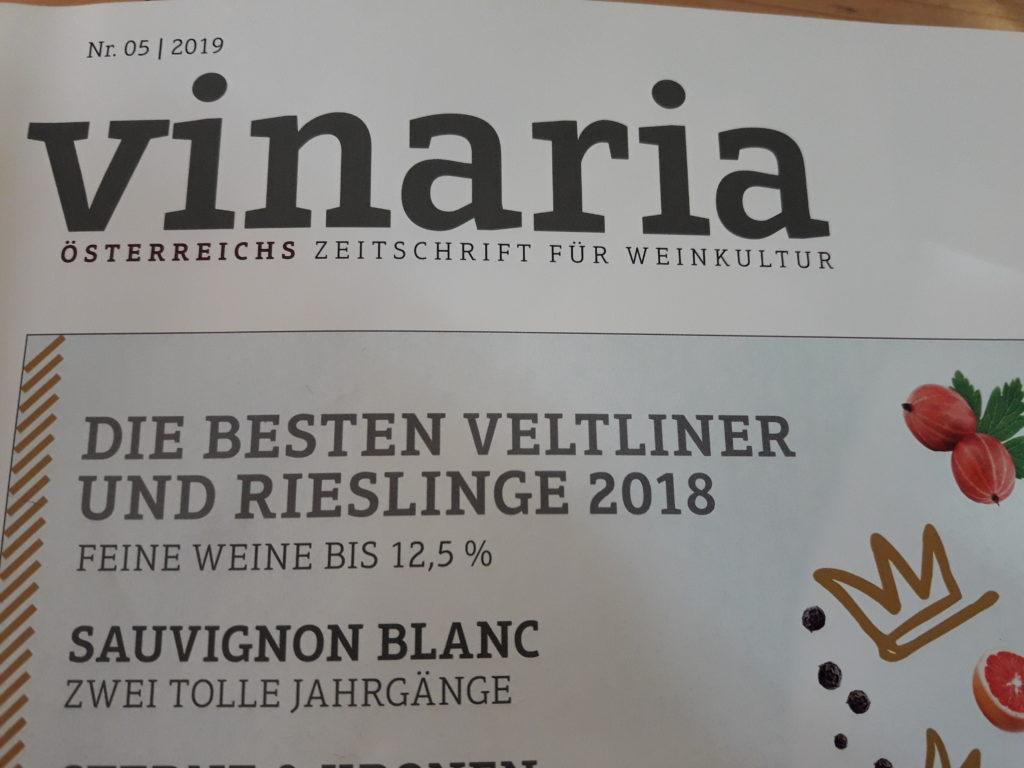 Nr. 05 | 2019
vinaria
ÖSTERREICHS ZEITSCHRIFT FÜR WEINKULTUR
DIE BESTEN VELTLINER
UND RIESLINGE 2018
FEINE WEINE BIS 12,5 %
SAUVIGNON BLANC
ZWEI TOLLE JAHRGÄNGE